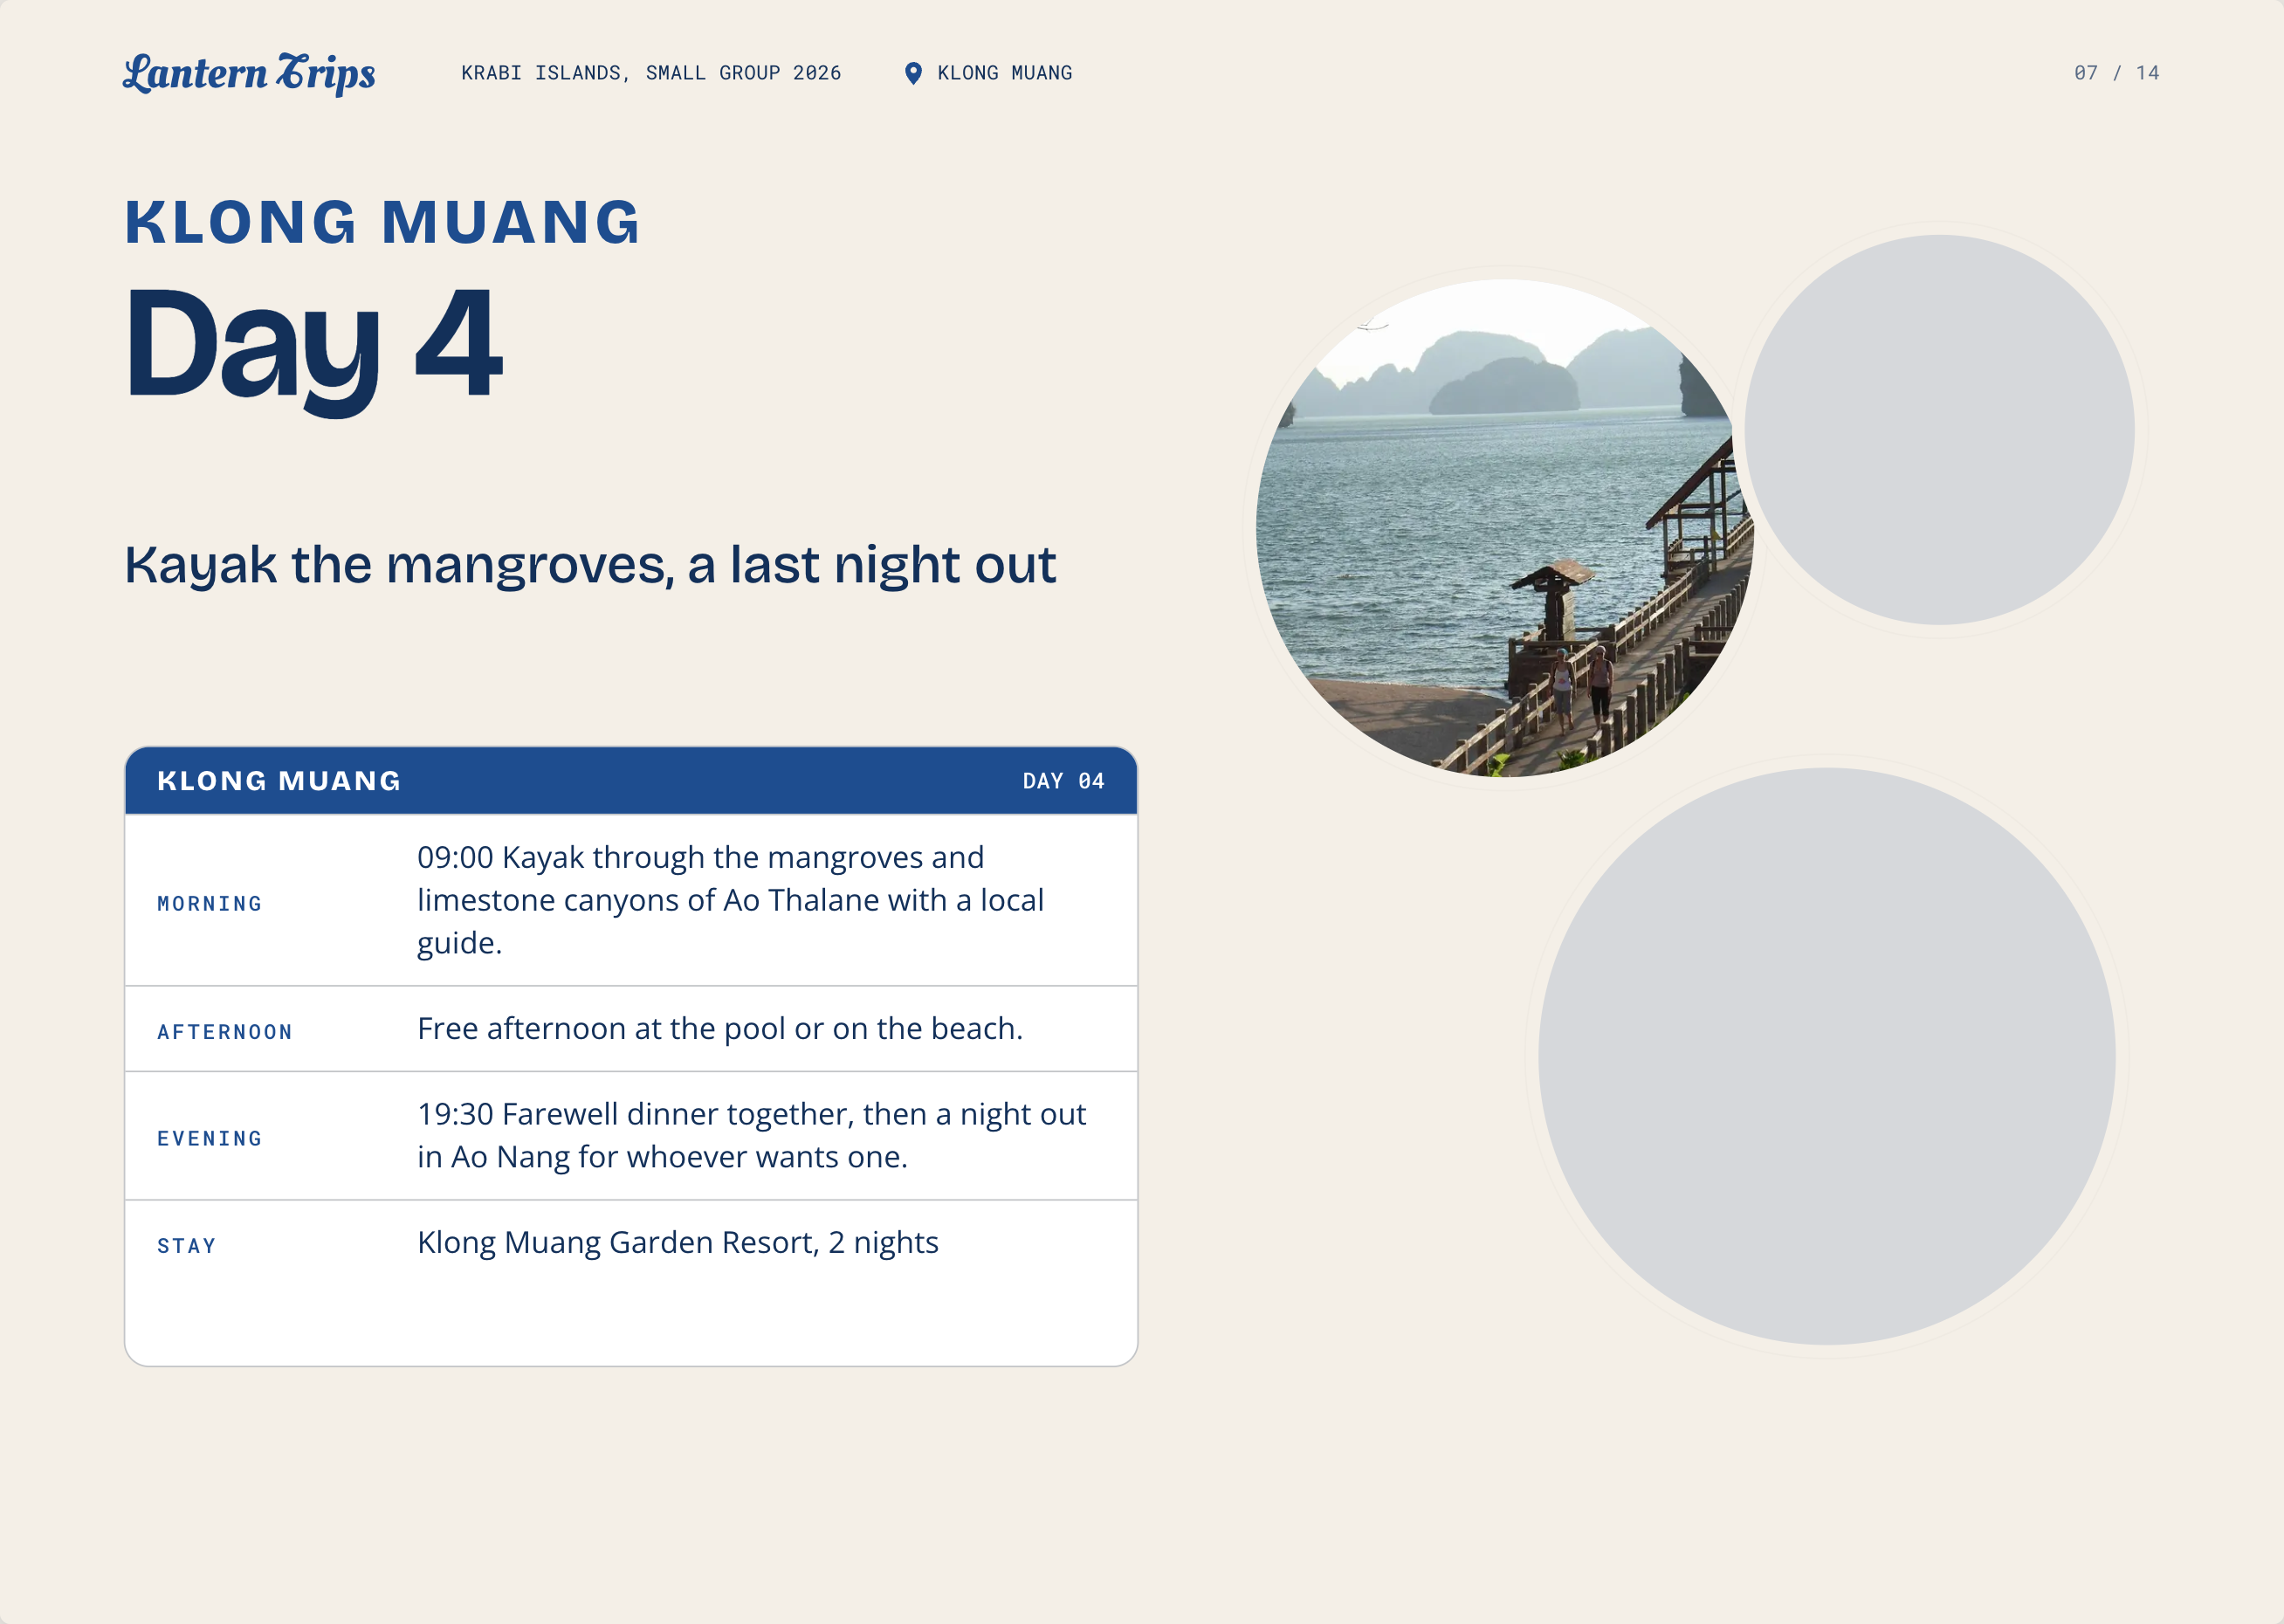 Lantern Trips
KRABI ISLANDS, SMALL GROUP 2026
KLONG MUANG
07 / 14
KLONG MUANG
Day 4
Kayak the mangroves, a last night out
KLONG MUANG
DAY 04
MORNING
09:00 Kayak through the mangroves and
limestone canyons of Ao Thalane with a local
guide.
AFTERNOON
Free afternoon at the pool or on the beach.
EVENING
19:30 Farewell dinner together, then a night out
in Ao Nang for whoever wants one.
STAY
Klong Muang Garden Resort, 2 nights